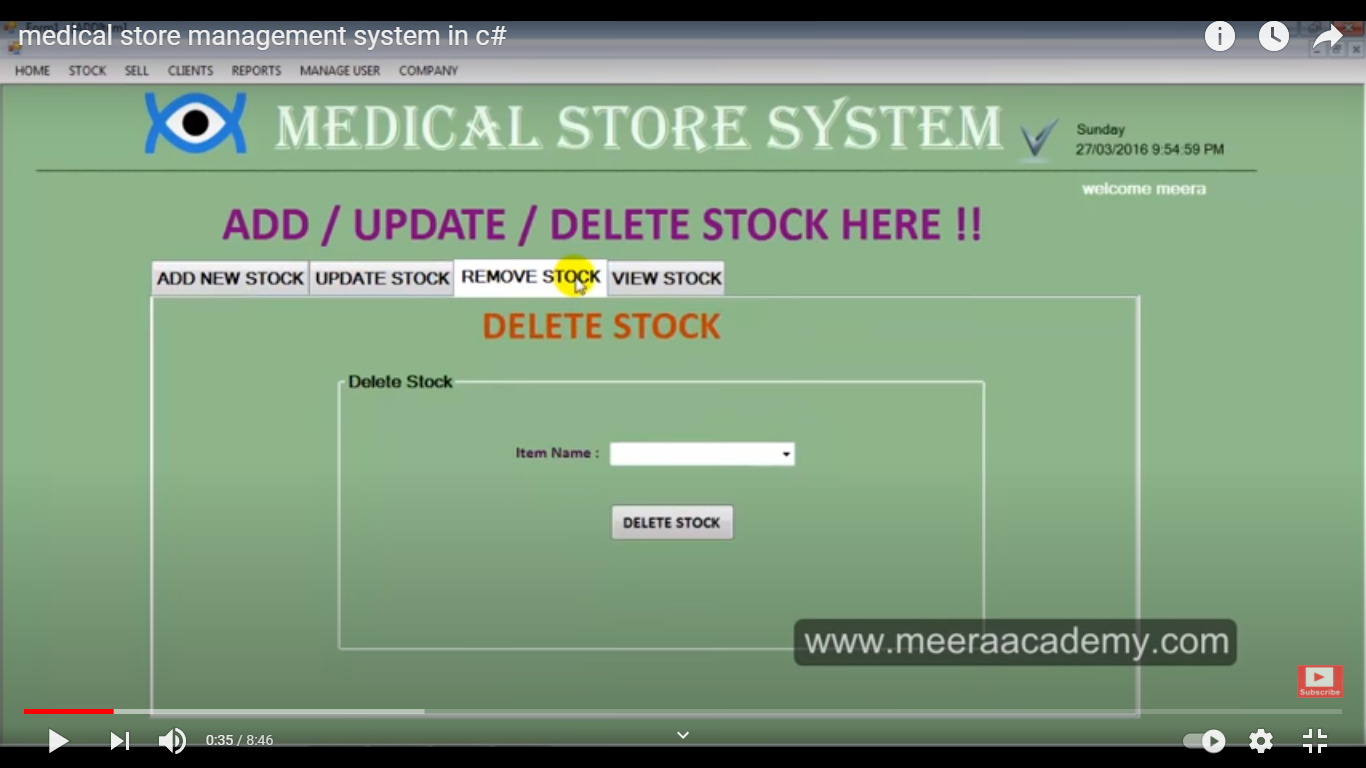 medical store management system in c#
HOME STOCK SELL CLIENTS REPORTS MANAGE USER COMPANY
MEDICAL STORE SYSTEM
Sunday
27/03/2016 9:54:59 PM
welcome meera
ADD / UPDATE / DELETE STOCK HERE !!
ADD NEW STOCK UPDATE STOCK REMOVE STOCK VIEW STOCK
DELETE STOCK
Delete Stock
Item Name :
DELETE STOCK
www.meeraacademy.com
Subscribe
0:35 / 8:46